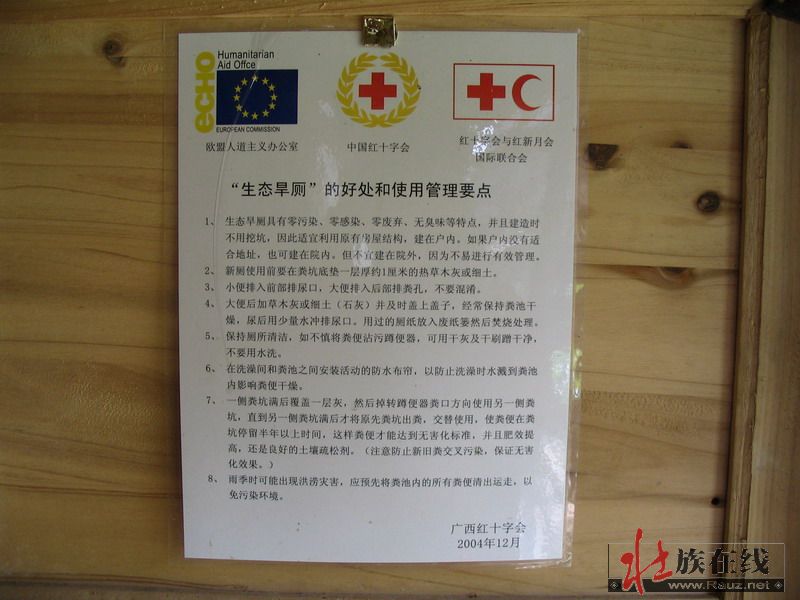 ECHO
Humanitarian
Aid Offce
EUROPEAN COMMISSION
欧盟人道主义办公室
中国红十字会
红十字会与红新月会
国际联合会
“生态旱厕”的好处和使用管理要点
1、 生态旱厕具有零污染、零感染、零废弃、无臭味等特点，并且建造时
不用挖坑，因此适宜利用原有房屋结构，建在户内。如果户内没有适
合地址，也可建在院内。但不宜建在院外，因为不易进行有效管理。
2、 新厕使用前要在粪坑底垫一层厚约1厘米的热草木灰或细土。
3、 小便排入前部排尿口，大便排入后部排粪孔，不要混淆。
4、 大便后加草木灰或细土（石灰）并及时盖上盖子，经常保持粪池干
燥，尿后用少量水冲排尿口。用过的厕纸放入废纸篓然后焚烧处理。
5、 保持厕所清洁，如不慎将粪便沾污蹲便器，可用干灰及干刷蹭干净，
不要用水洗。
6、 在洗澡间和粪池之间安装活动的防水布帘，以防止洗澡时水溅到粪池
内影响粪便干燥。
7、 一侧粪坑满后覆盖一层灰，然后掉转蹲便器粪口方向使用另一侧粪
坑，直到另一侧粪坑满后才将原先粪坑出粪，交替使用，使粪便在粪
坑停留半年以上时间，这样粪便才能达到无害化标准，并且肥效提
高，还是良好的土壤疏松剂。（注意防止新旧粪交叉污染，保证无害
化效果。）
8、 雨季时可能出现洪涝灾害，应预先将粪池内的所有粪便清出运走，以
免污染环境。
广西红十字会
2004年12月
壮族在线
www.Rauz.net